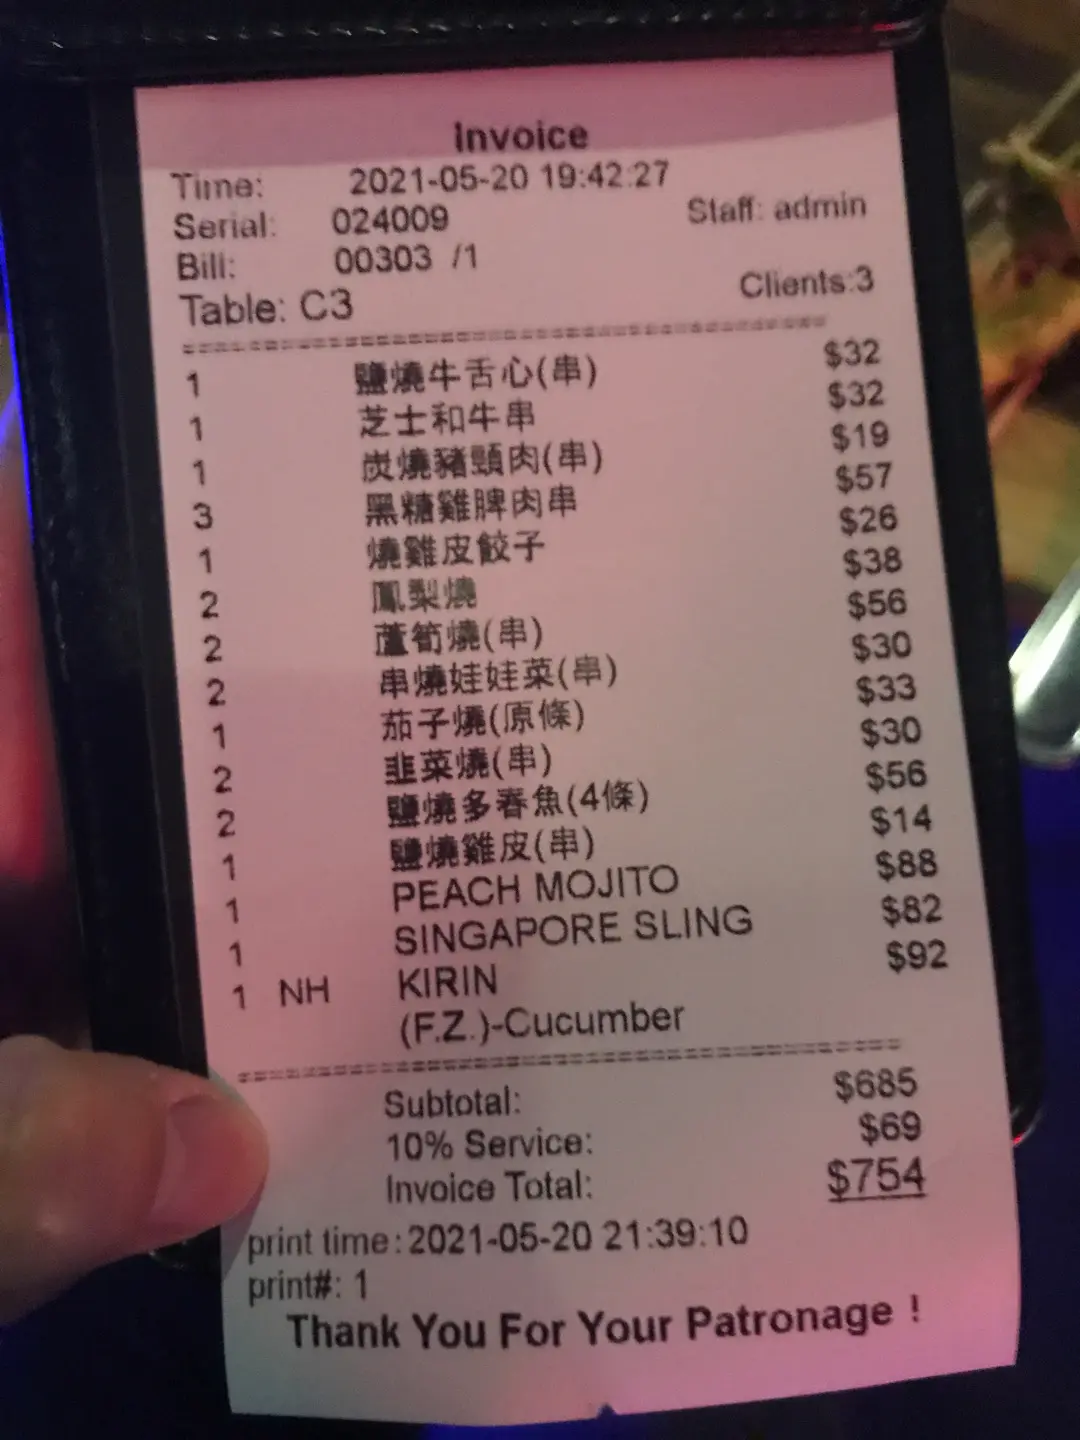 Invoice
Time: 2021-05-20 19:42:27
Serial: 024009 Staff: admin
Bill: 00303 /1
Table: C3 Clients:3
1 鹽燒牛舌心(串) $32
1 芝士和牛串 $32
1 炭燒豬頸肉(串) $19
3 黑糖雞脾肉串 $57
1 燒雞皮餃子 $26
2 鳳梨燒 $38
2 蘆筍燒(串) $56
2 串燒娃娃菜(串) $30
1 茄子燒(原條) $33
2 韭菜燒(串) $30
2 鹽燒多春魚(4條) $56
1 鹽燒雞皮(串) $14
1 PEACH MOJITO $88
1 SINGAPORE SLING $82
1 NH KIRIN $92
(F.Z.)-Cucumber
Subtotal: $685
10% Service: $69
Invoice Total: $754
print time:2021-05-20 21:39:10
print#: 1
Thank You For Your Patronage !